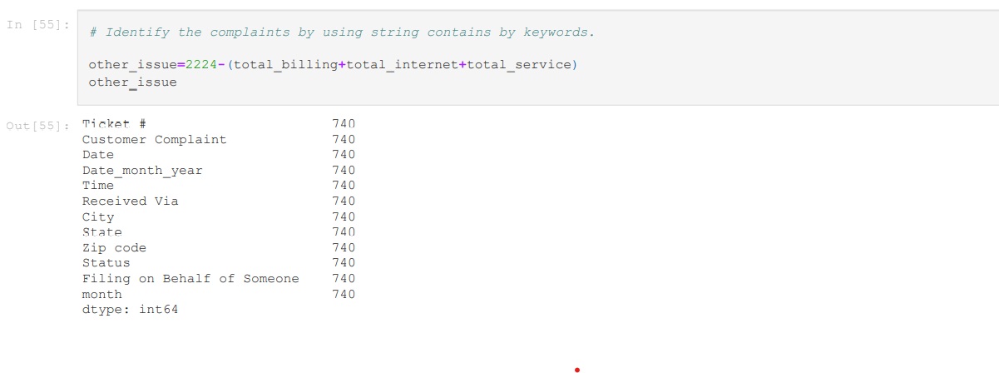 In [55]:
# Identify the complaints by using string contains by keywords.
other_issue=2224-(total_billing+total_internet+total_service)
other_issue
Out[55]: Ticket # 740
Customer Complaint 740
Date 740
Date_month_year 740
Time 740
Received Via 740
City 740
State 740
Zip code 740
Status 740
Filing on Behalf of Someone 740
month 740
dtype: int64